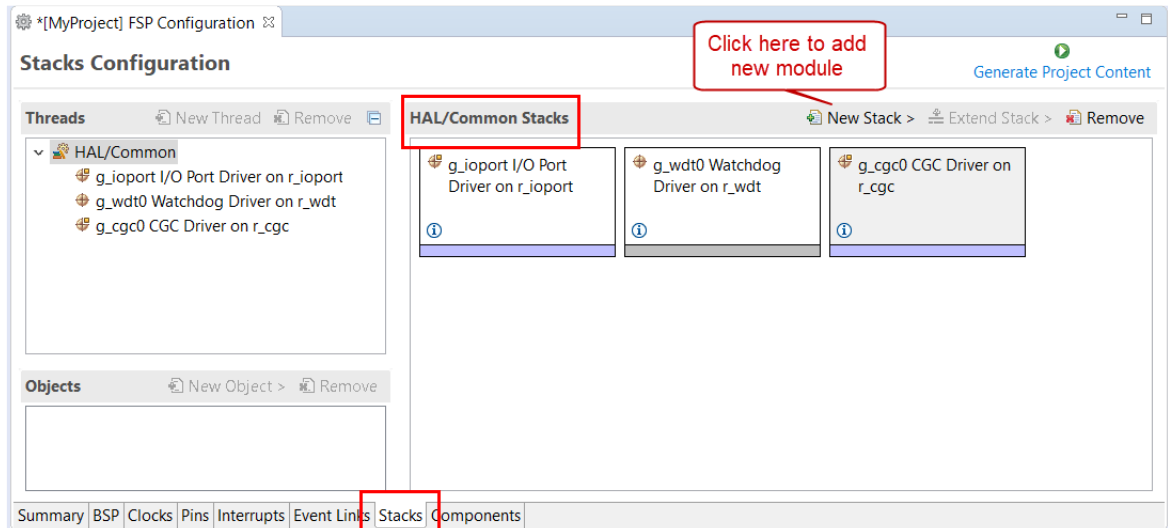 *[MyProject] FSP Configuration
Click here to add
new module
Stacks Configuration
Generate Project Content
Threads
New Thread
Remove
HAL/Common Stacks
New Stack >
Extend Stack >
Remove
HAL/Common
g_ioport I/O Port Driver on r_ioport
g_wdt0 Watchdog Driver on r_wdt
g_cgc0 CGC Driver on r_cgc
g_ioport I/O Port
Driver on r_ioport
g_wdt0 Watchdog
Driver on r_wdt
g_cgc0 CGC Driver on
r_cgc
Objects
New Object >
Remove
Summary
BSP
Clocks
Pins
Interrupts
Event Links
Stacks
Components